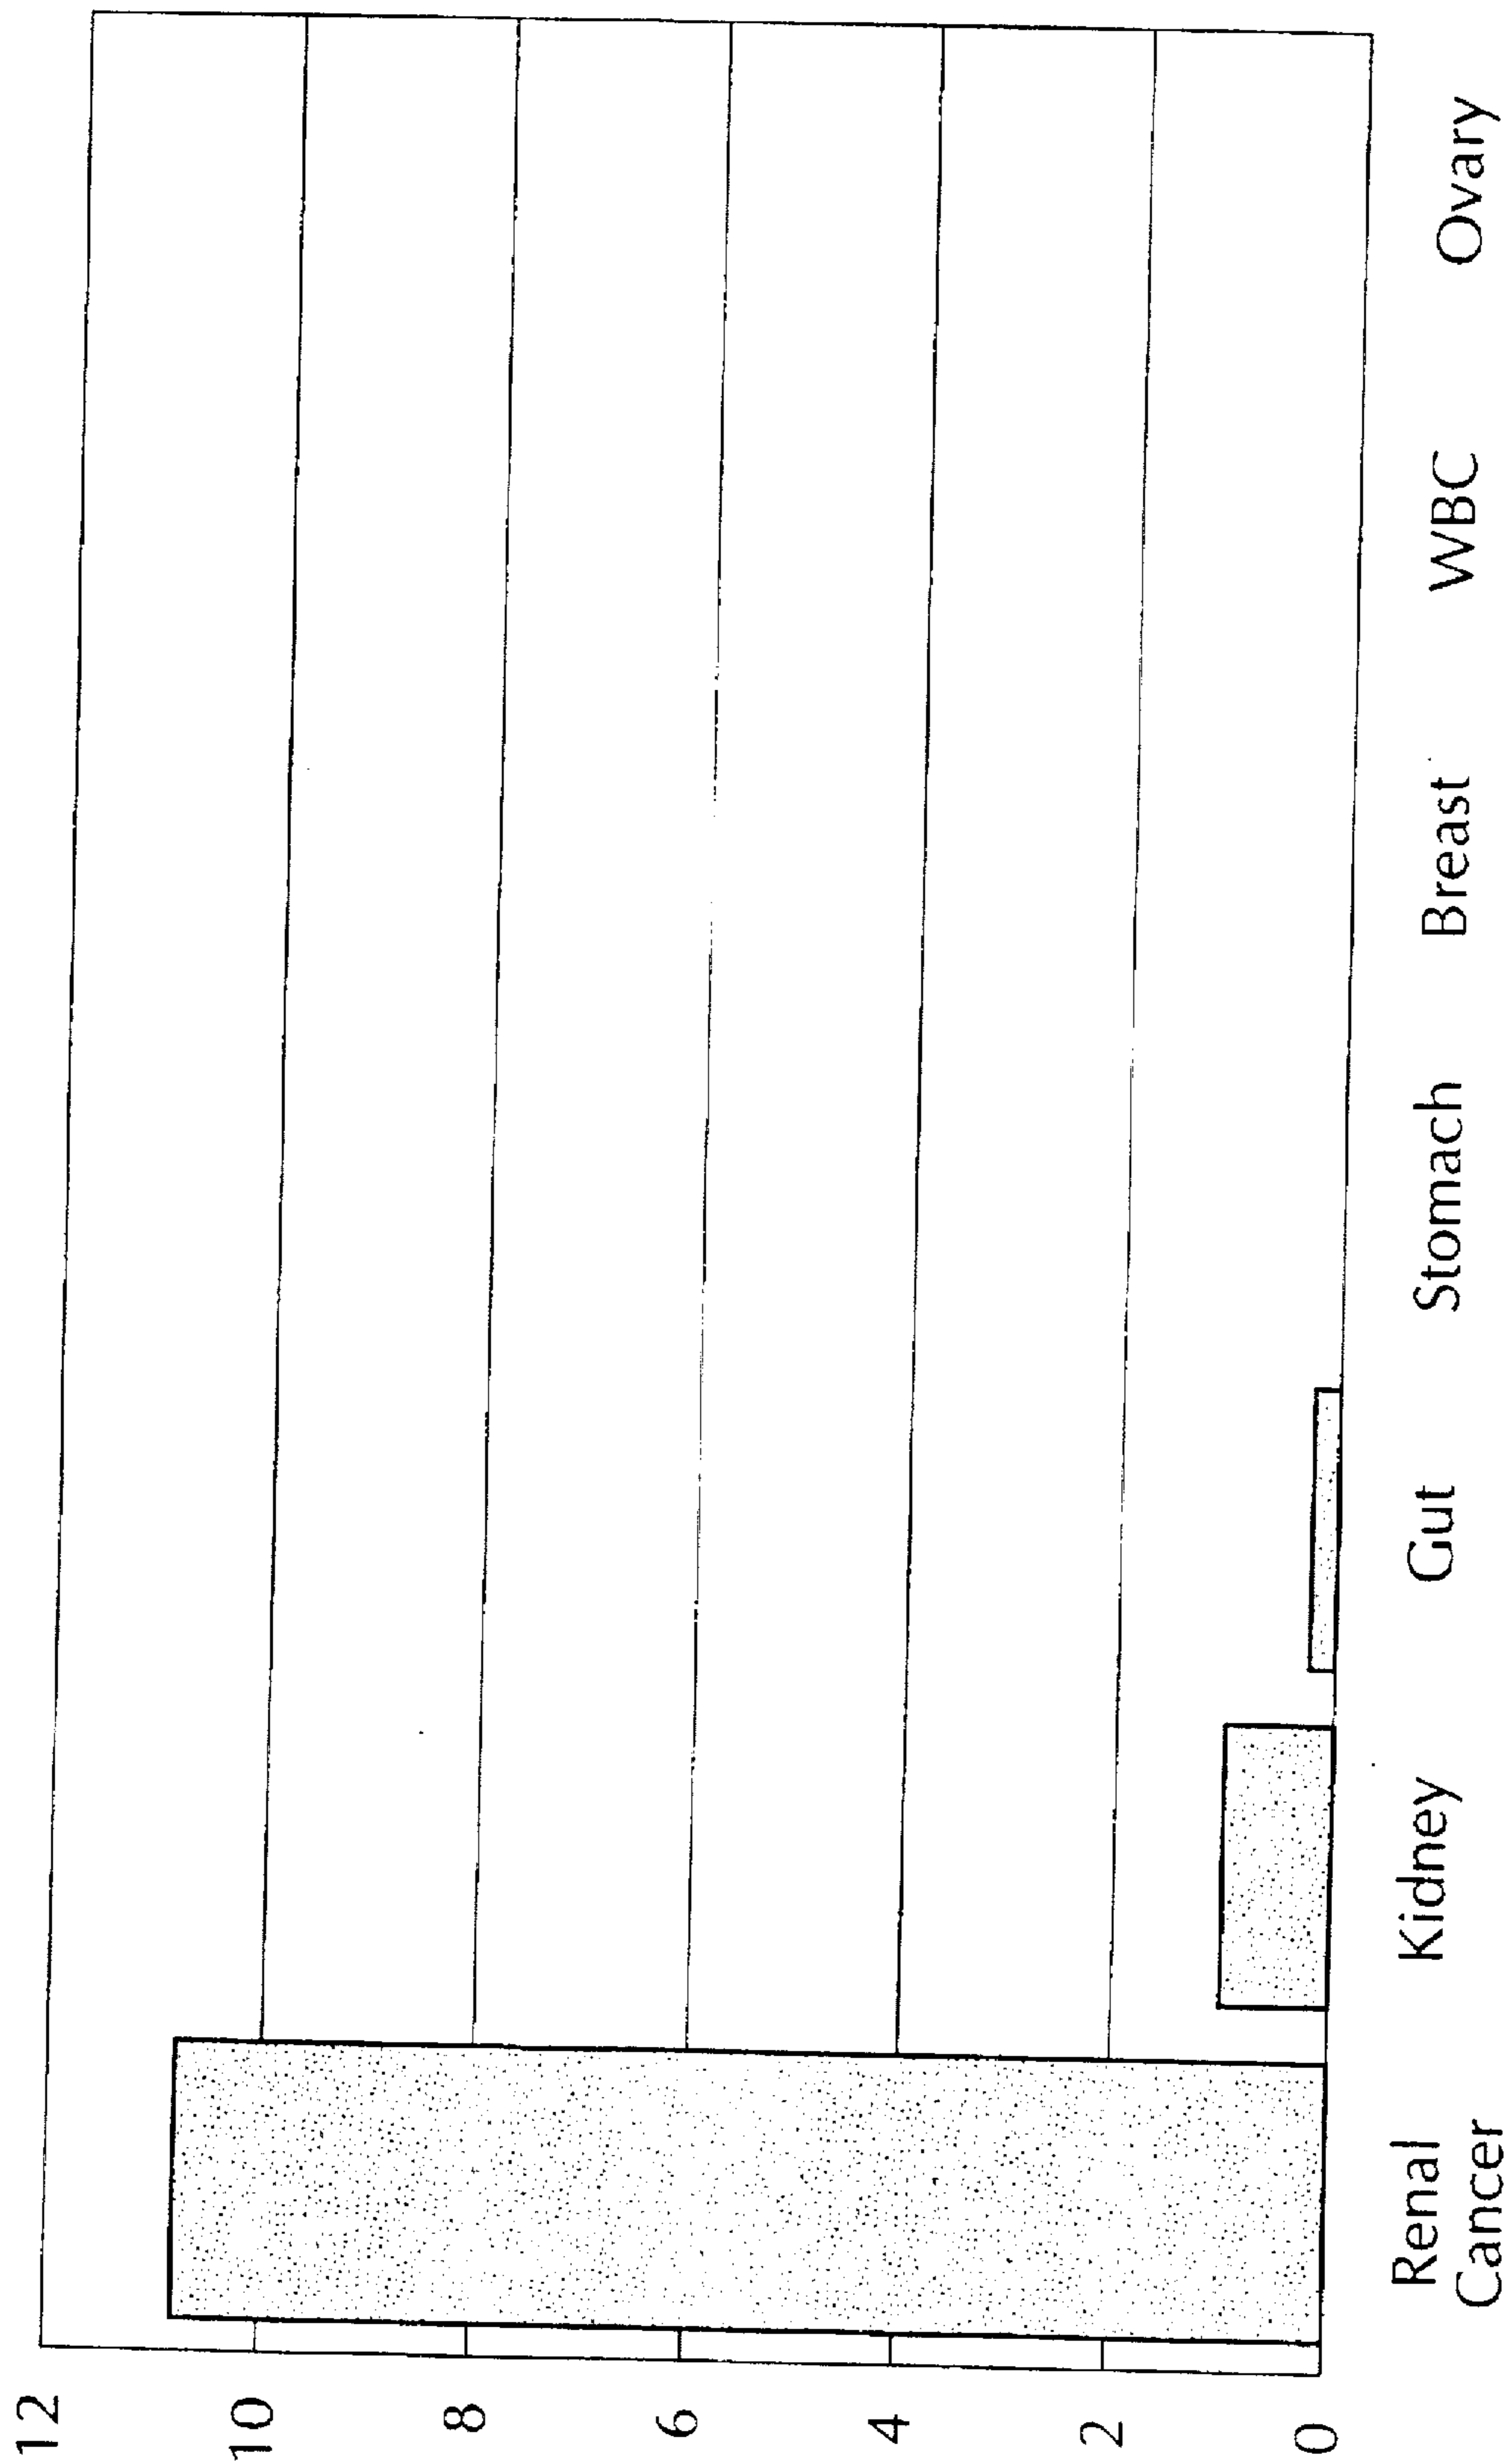 12
10
8
6
4
2
0
Renal
Cancer
Kidney
Gut
Stomach
Breast
WBC
Ovary